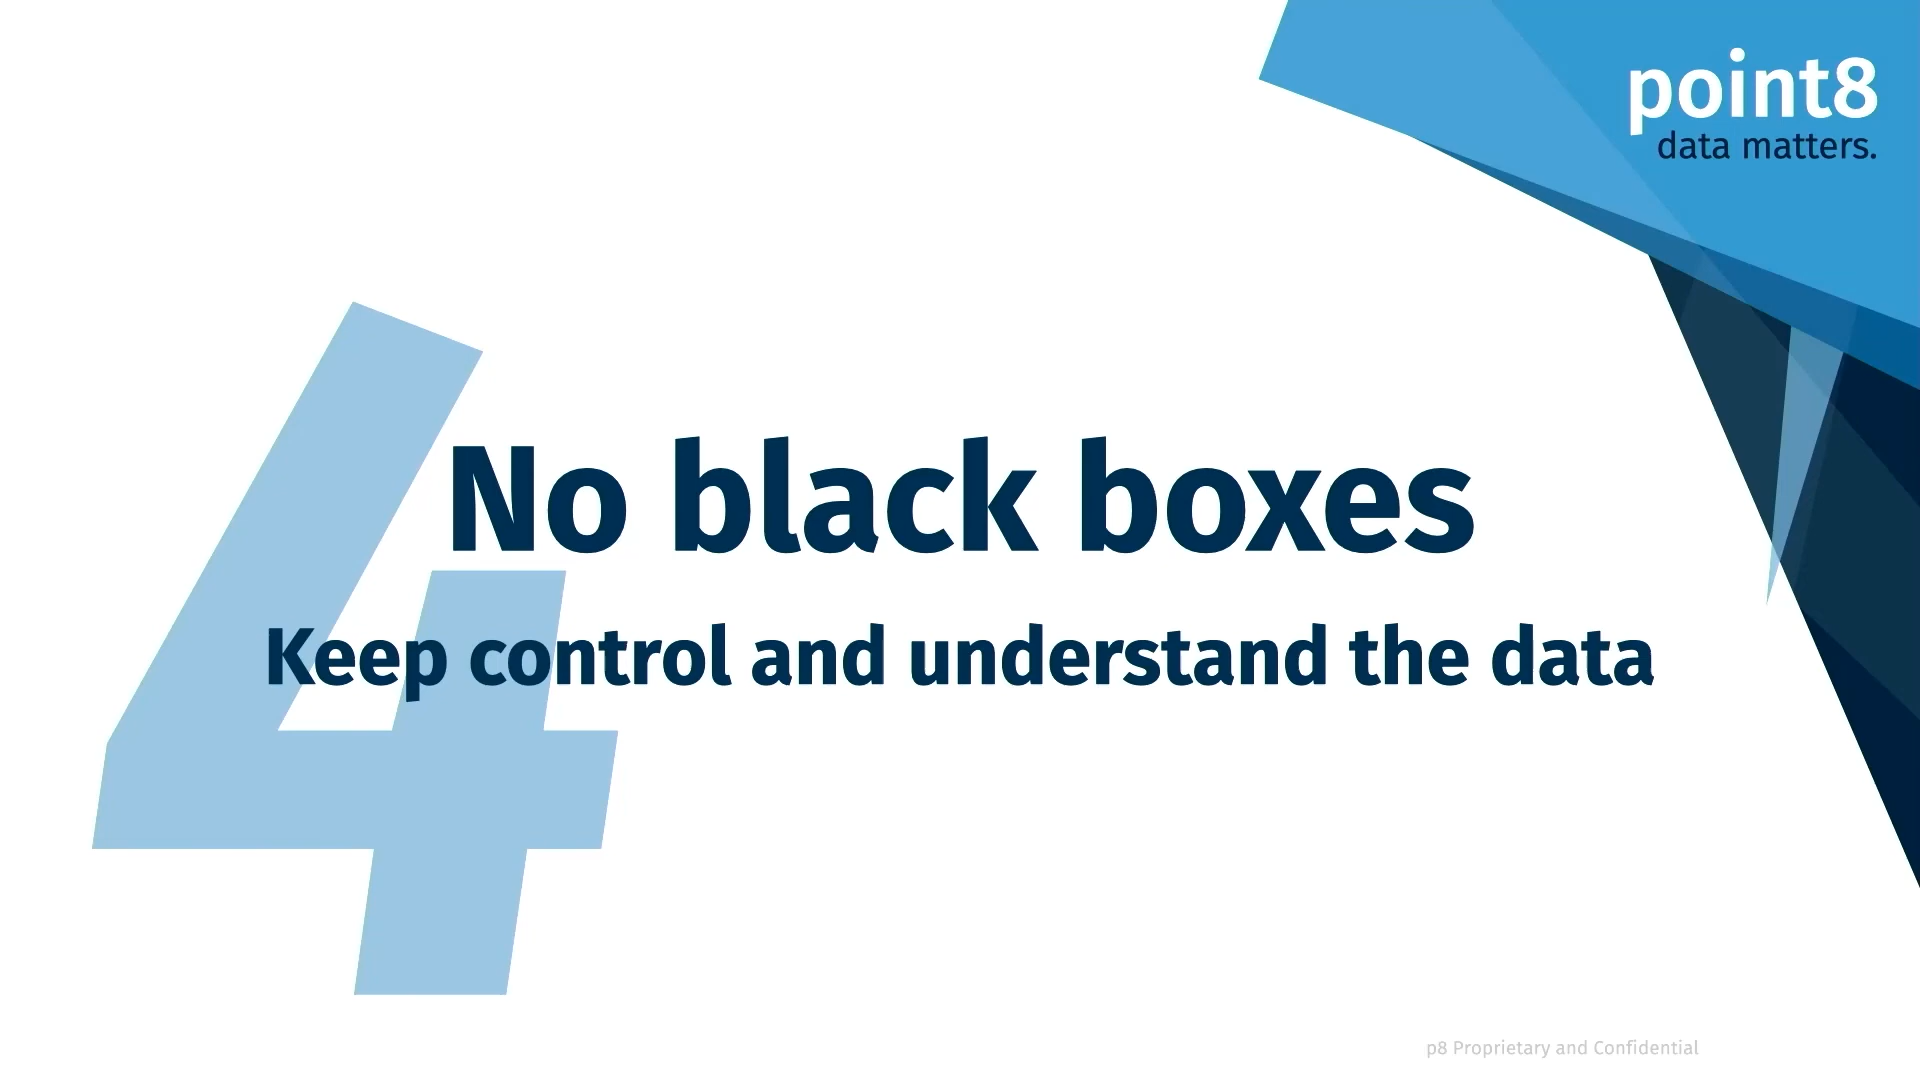 point8
data matters.
4
No black boxes
Keep control and understand the data
p8 Proprietary and Confidential